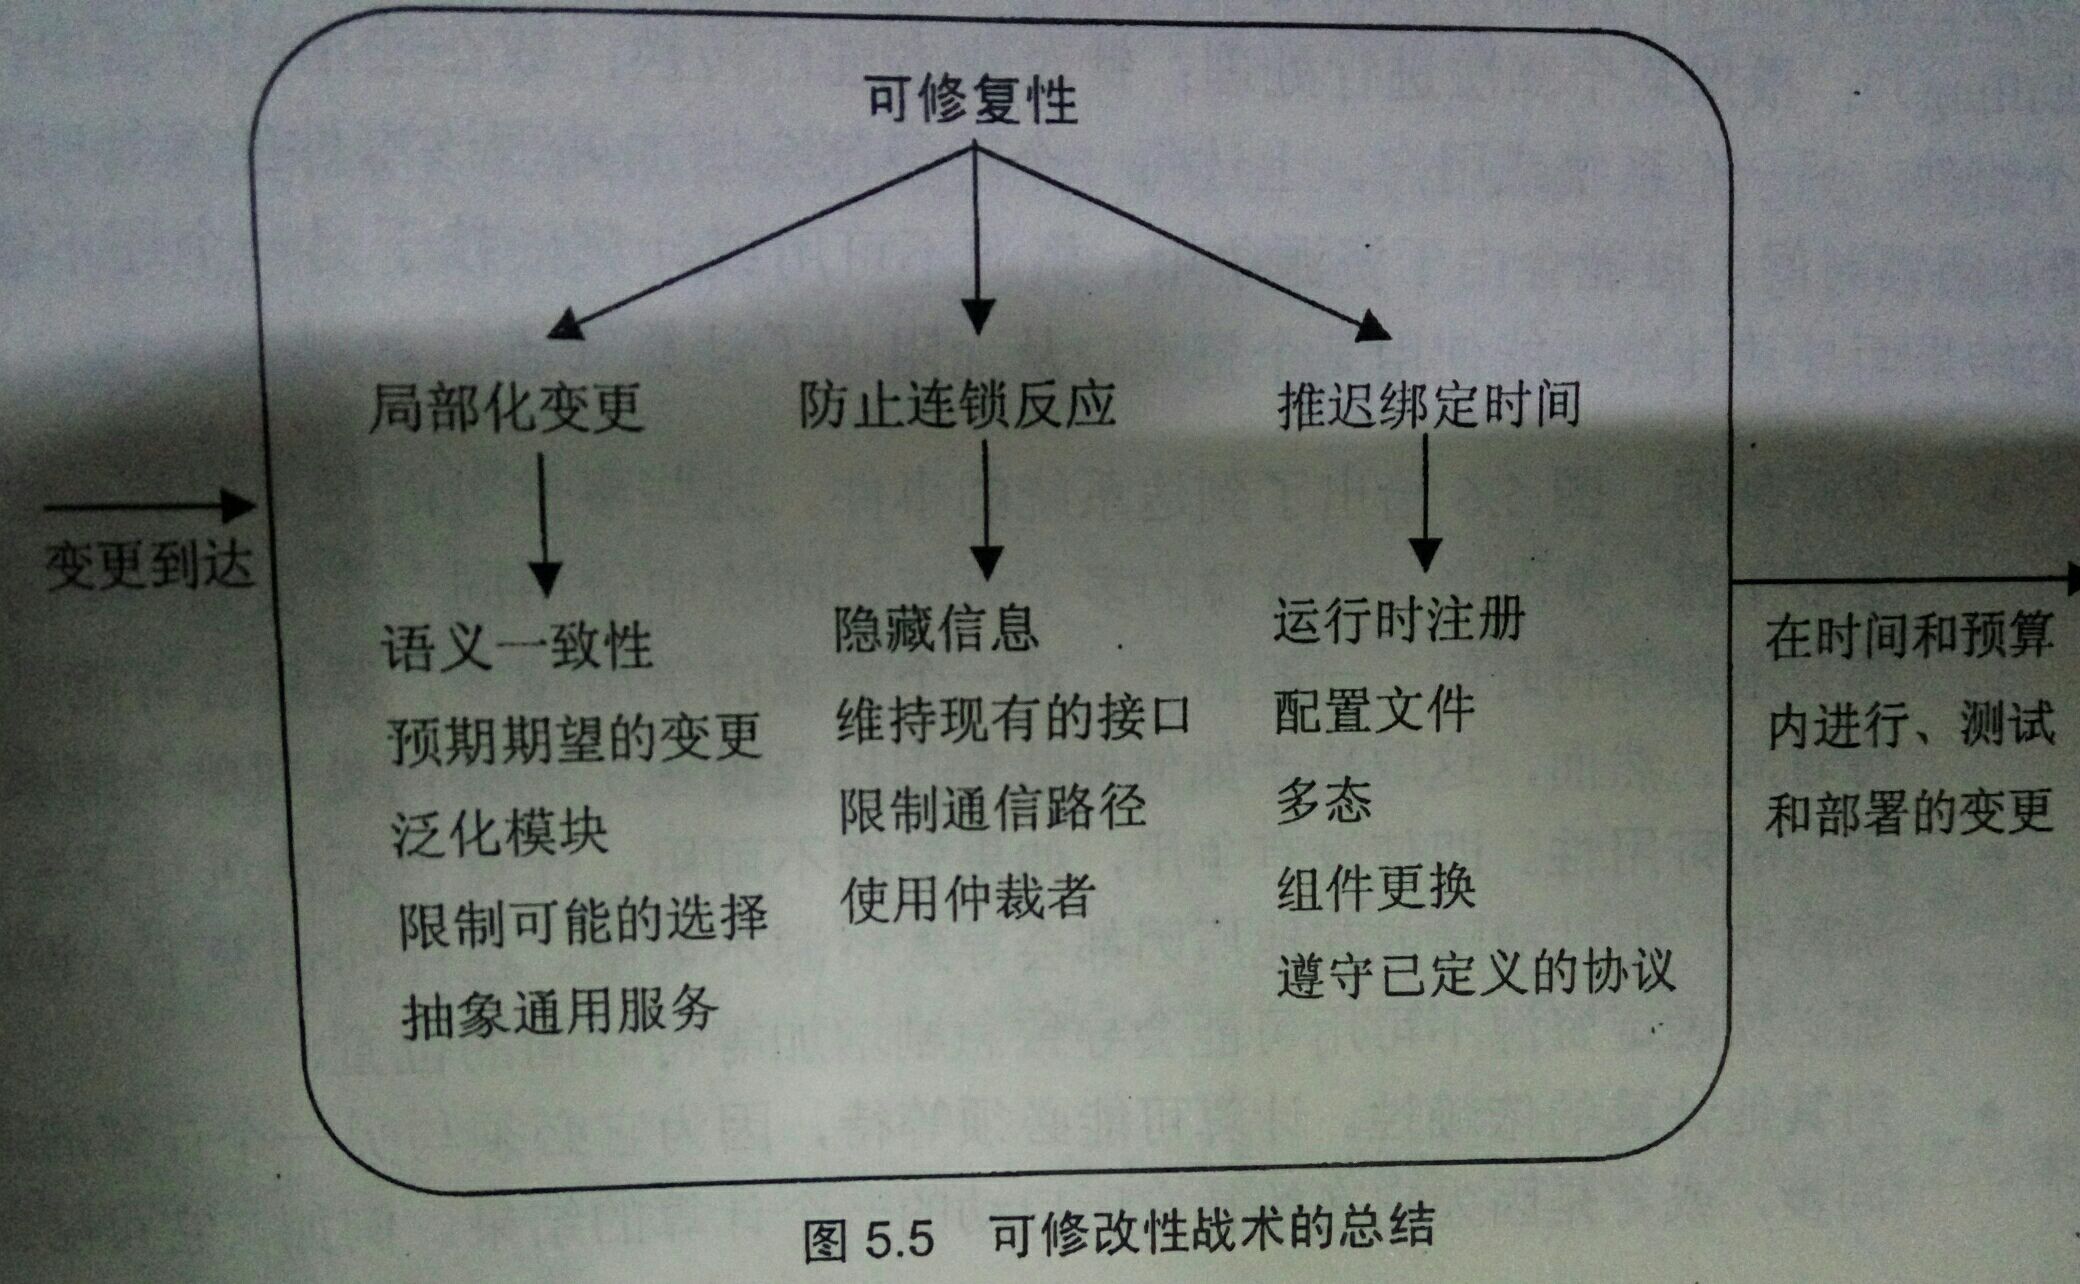 可修复性
局部化变更
防止连锁反应
推迟绑定时间
变更到达
语义一致性
预期期望的变更
泛化模块
限制可能的选择
抽象通用服务
隐藏信息
维持现有的接口
限制通信路径
使用仲裁者
运行时注册
配置文件
多态
组件更换
遵守已定义的协议
在时间和预算
内进行、测试
和部署的变更
图 5.5 可修改性战术的总结